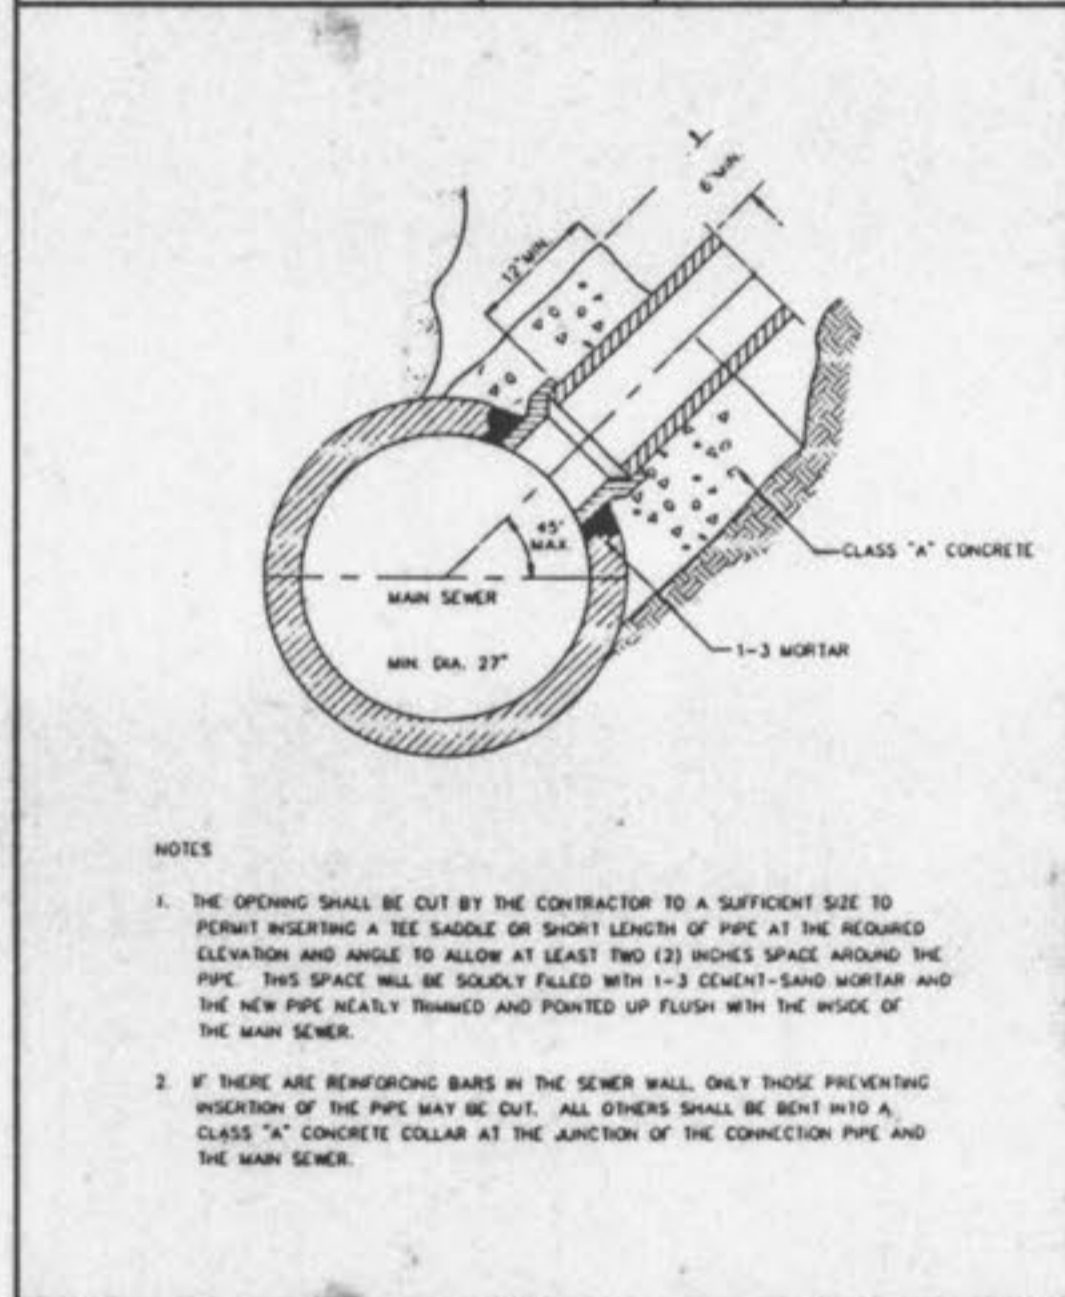 6" MIN.
12" MIN.
45°
MAX.
MAIN SEWER
MIN. DIA. 27"
CLASS "A" CONCRETE
1-3 MORTAR
NOTES
1. THE OPENING SHALL BE CUT BY THE CONTRACTOR TO A SUFFICIENT SIZE TO
PERMIT INSERTING A TEE SADDLE OR SHORT LENGTH OF PIPE AT THE REQUIRED
ELEVATION AND ANGLE TO ALLOW AT LEAST TWO (2) INCHES SPACE AROUND THE
PIPE. THIS SPACE WILL BE SOLIDLY FILLED WITH 1-3 CEMENT-SAND MORTAR AND
THE NEW PIPE NEATLY TRIMMED AND POINTED UP FLUSH WITH THE INSIDE OF
THE MAIN SEWER.
2. IF THERE ARE REINFORCING BARS IN THE SEWER WALL, ONLY THOSE PREVENTING
INSERTION OF THE PIPE MAY BE CUT. ALL OTHERS SHALL BE BENT INTO A
CLASS "A" CONCRETE COLLAR AT THE JUNCTION OF THE CONNECTION PIPE AND
THE MAIN SEWER.